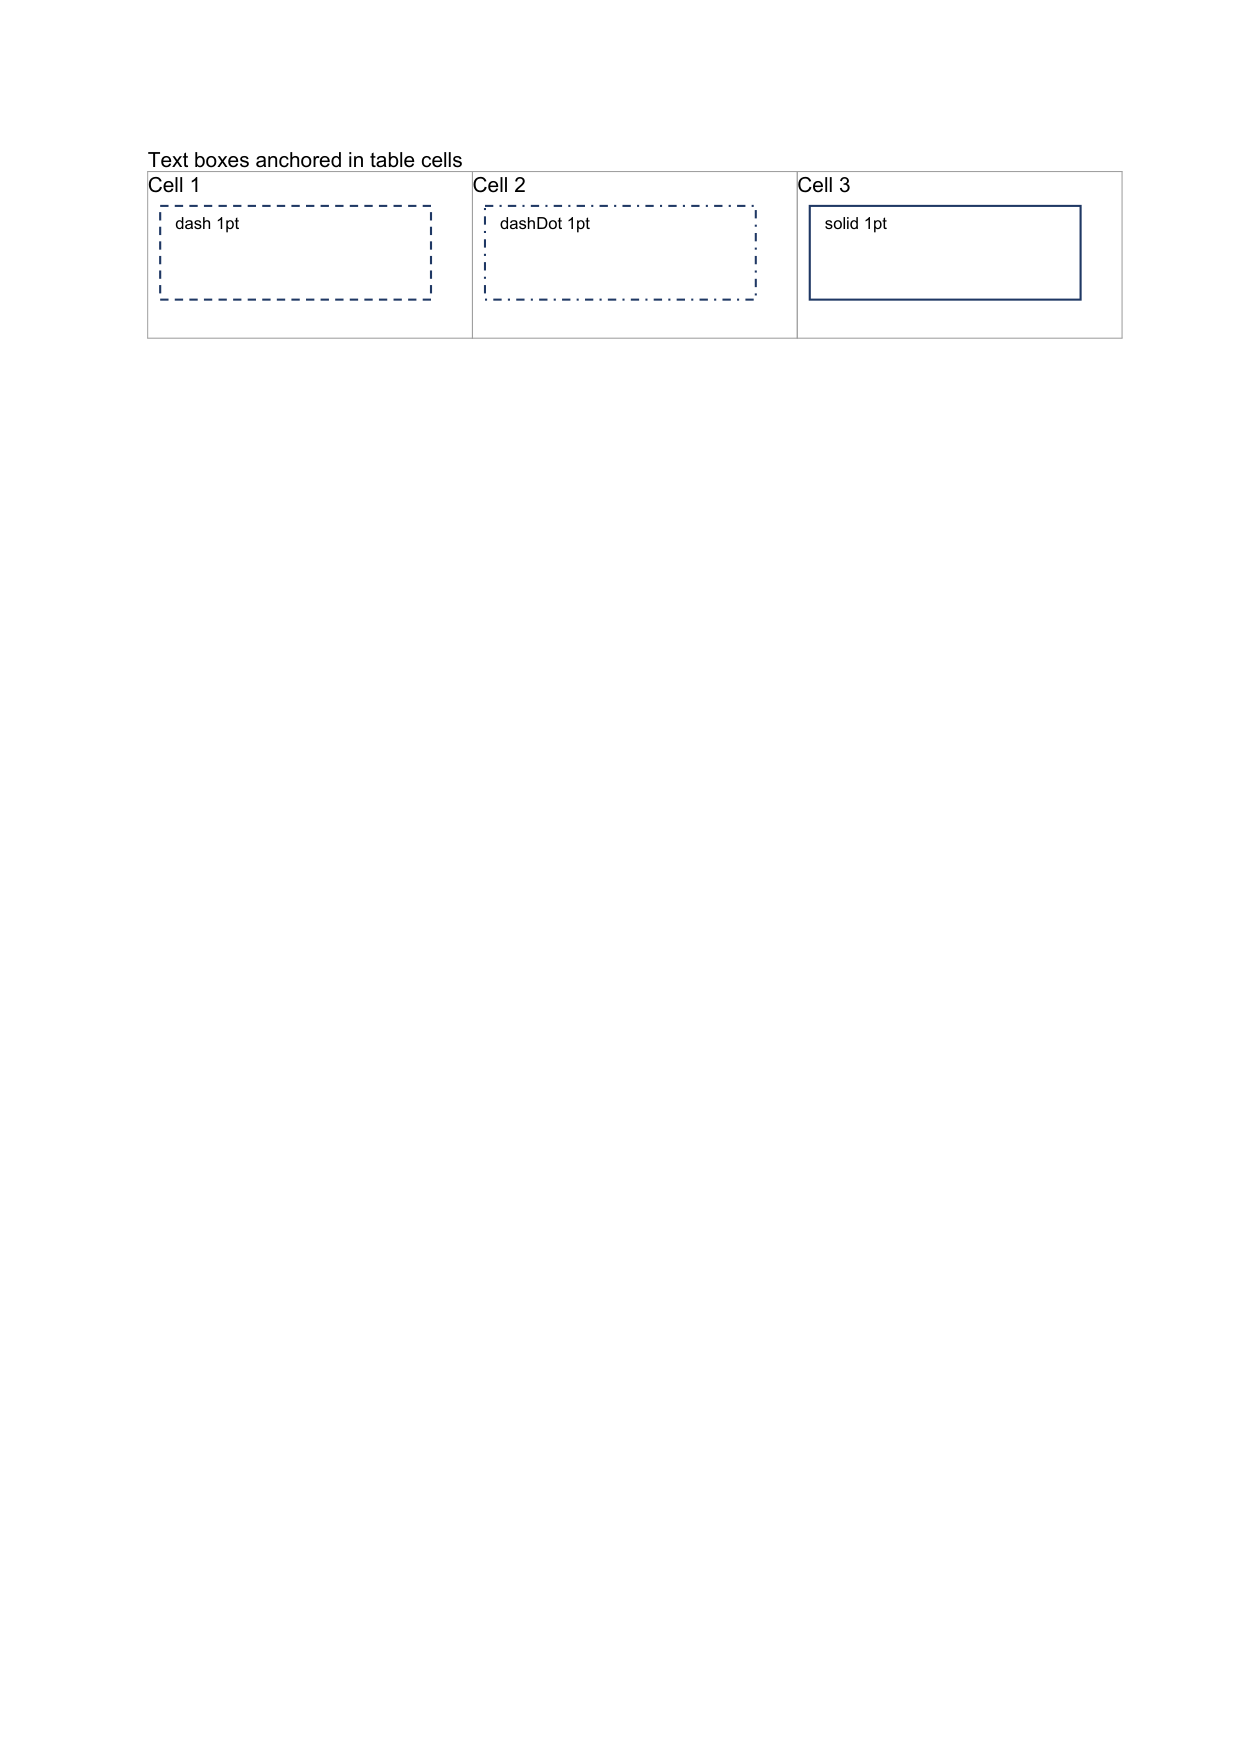 Text boxes anchored in table cells
Cell 1
dash 1pt
Cell 2
dashDot 1pt
Cell 3
solid 1pt